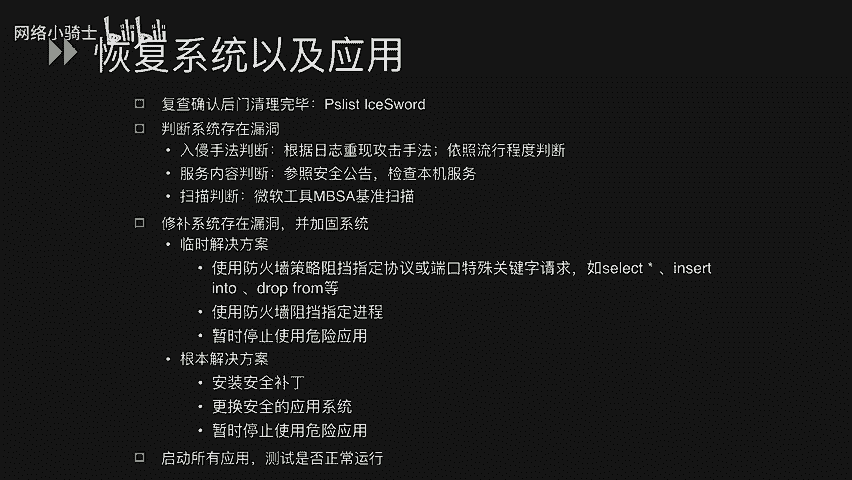 网络小骑士 bilibili
恢复系统以及应用
复查确认后门清理完毕：Pslist IceSword
判断系统存在漏洞
• 入侵手法判断：根据日志重现攻击手法；依照流行程度判断
• 服务内容判断：参照安全公告，检查本机服务
• 扫描判断：微软工具MBSA基准扫描
修补系统存在漏洞，并加固系统
• 临时解决方案
• 使用防火墙策略阻挡指定协议或端口特殊关键字请求，如select * 、insert
into 、drop from等
• 使用防火墙阻挡指定进程
• 暂时停止使用危险应用
• 根本解决方案
• 安装安全补丁
• 更换安全的应用系统
• 暂时停止使用危险应用
启动所有应用，测试是否正常运行